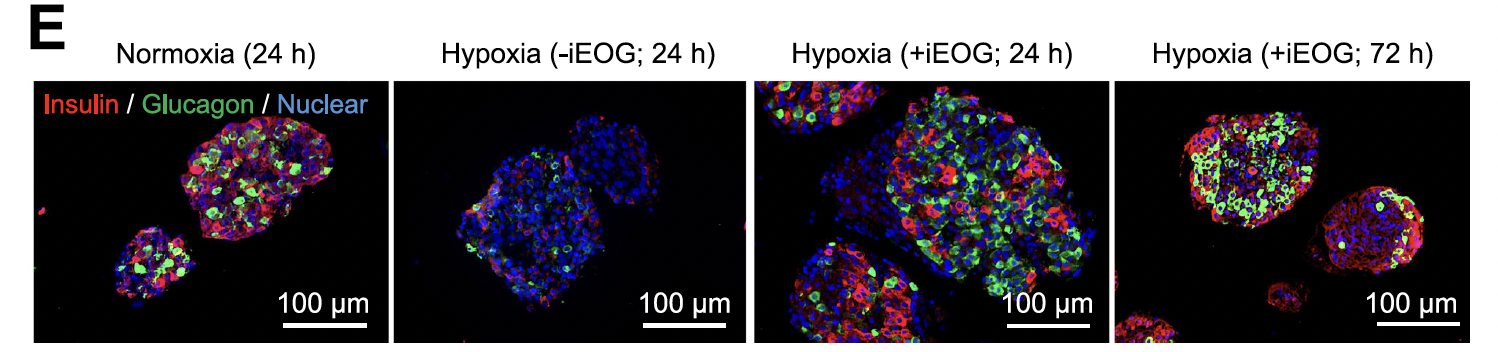 E
Normoxia (24 h)
Hypoxia (-iEOG; 24 h)
Hypoxia (+iEOG; 24 h)
Hypoxia (+iEOG; 72 h)
Insulin / Glucagon / Nuclear
100 µm
100 µm
100 µm
100 µm